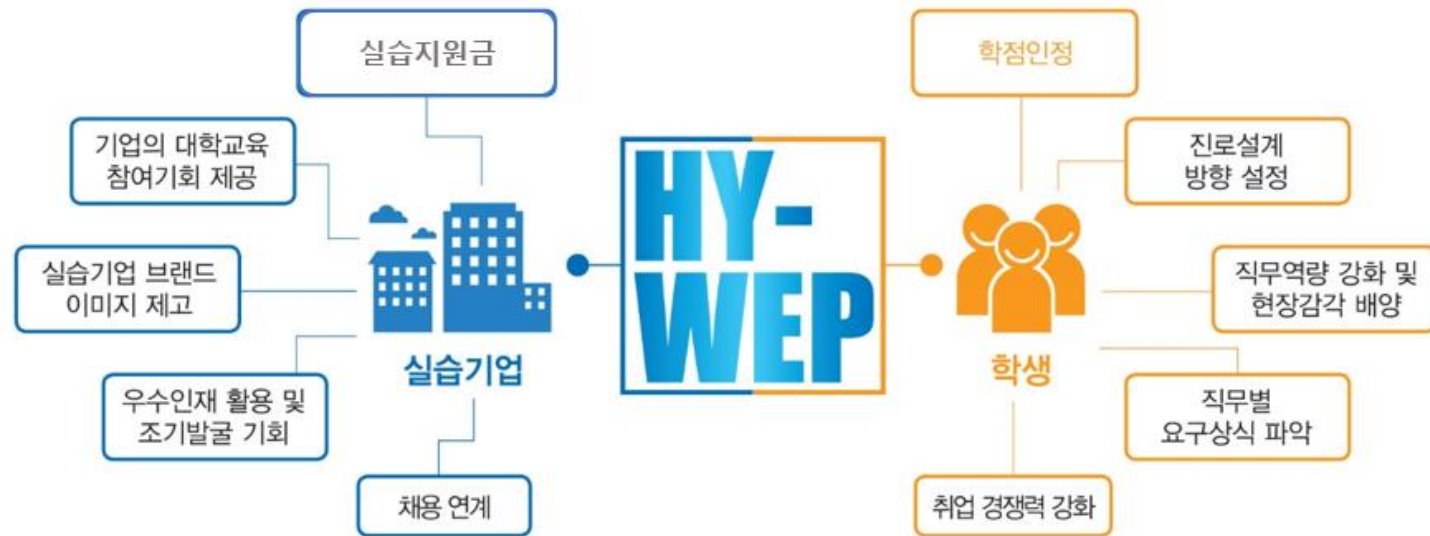 실습지원금
기업의 대학교육
참여기회 제공
실습기업 브랜드
이미지 제고
우수인재 활용 및
조기발굴 기회
채용 연계
실습기업
HY-
WEP
학점인정
진로설계
방향 설정
직무역량 강화 및
현장감각 배양
직무별
요구상식 파악
취업 경쟁력 강화
학생